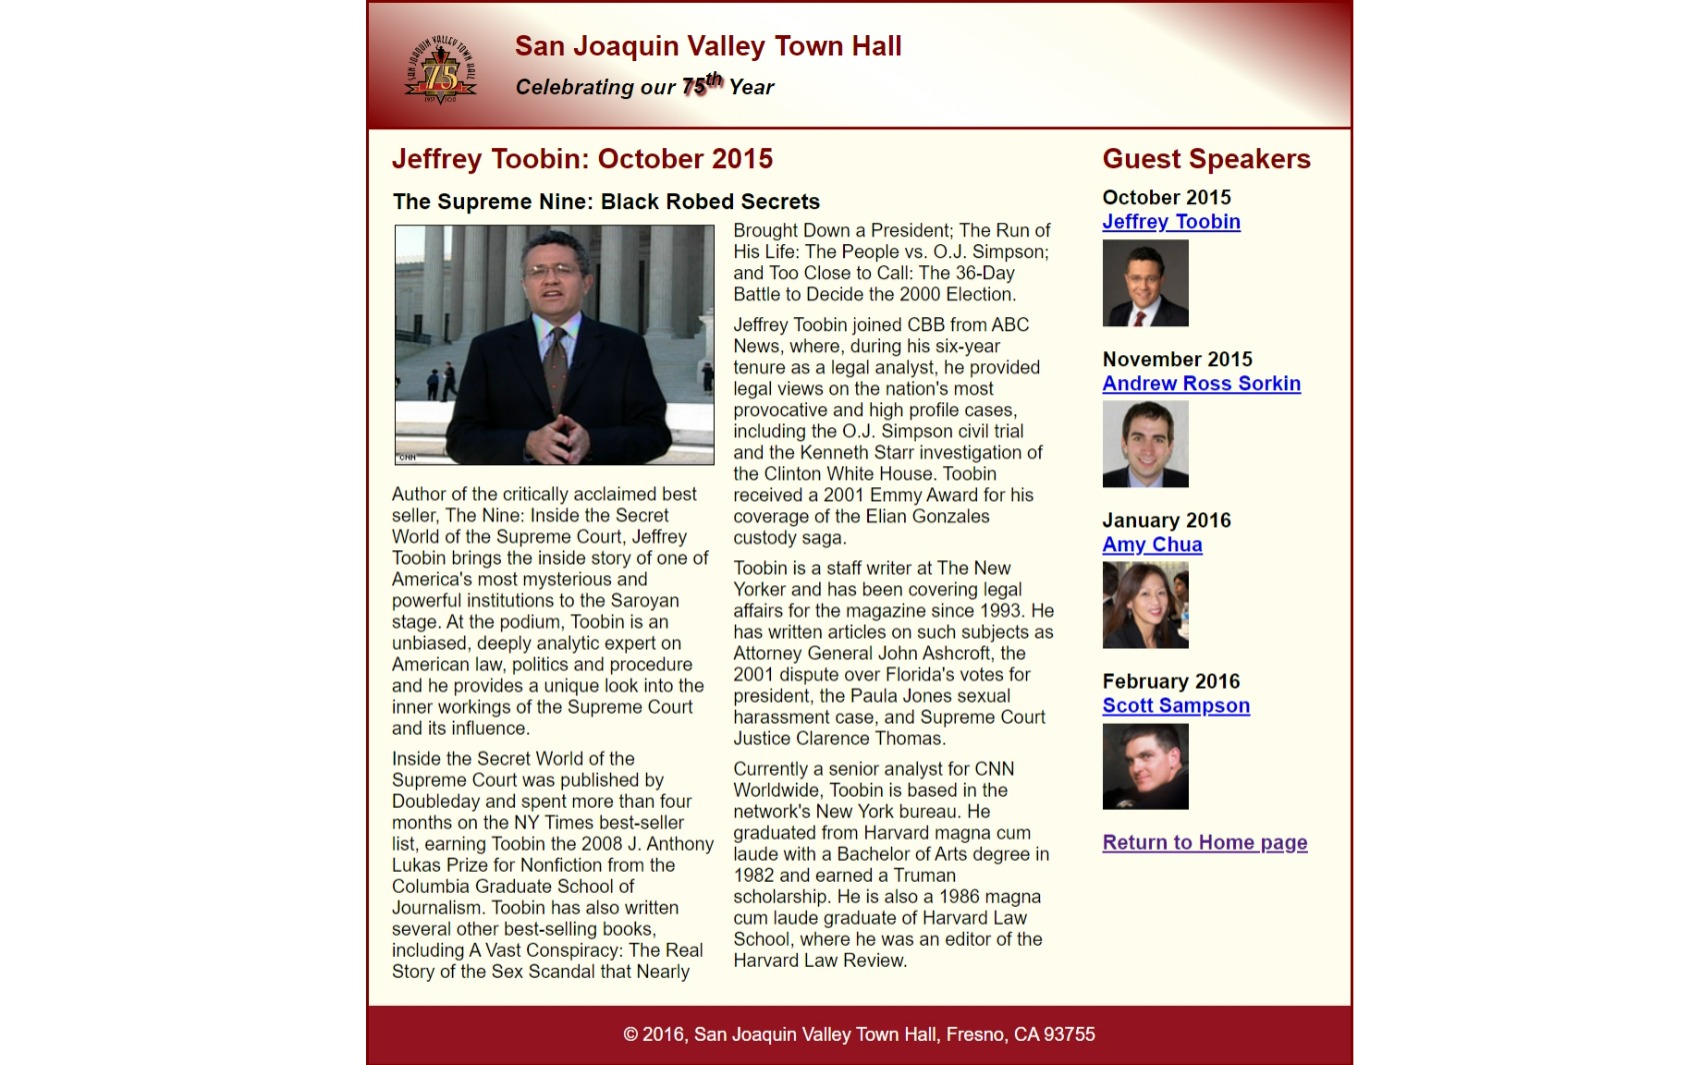 SAN JOAQUIN VALLEY TOWN HALL
75
San Joaquin Valley Town Hall
Celebrating our 75th Year
Jeffrey Toobin: October 2015
The Supreme Nine: Black Robed Secrets
CNN
Author of the critically acclaimed best
seller, The Nine: Inside the Secret
World of the Supreme Court, Jeffrey
Toobin brings the inside story of one of
America's most mysterious and
powerful institutions to the Saroyan
stage. At the podium, Toobin is an
unbiased, deeply analytic expert on
American law, politics and procedure
and he provides a unique look into the
inner workings of the Supreme Court
and its influence.
Inside the Secret World of the
Supreme Court was published by
Doubleday and spent more than four
months on the NY Times best-seller
list, earning Toobin the 2008 J. Anthony
Lukas Prize for Nonfiction from the
Columbia Graduate School of
Journalism. Toobin has also written
several other best-selling books,
including A Vast Conspiracy: The Real
Story of the Sex Scandal that Nearly
Brought Down a President; The Run of
His Life: The People vs. O.J. Simpson;
and Too Close to Call: The 36-Day
Battle to Decide the 2000 Election.
Jeffrey Toobin joined CBB from ABC
News, where, during his six-year
tenure as a legal analyst, he provided
legal views on the nation's most
provocative and high profile cases,
including the O.J. Simpson civil trial
and the Kenneth Starr investigation of
the Clinton White House. Toobin
received a 2001 Emmy Award for his
coverage of the Elian Gonzales
custody saga.
Toobin is a staff writer at The New
Yorker and has been covering legal
affairs for the magazine since 1993. He
has written articles on such subjects as
Attorney General John Ashcroft, the
2001 dispute over Florida's votes for
president, the Paula Jones sexual
harassment case, and Supreme Court
Justice Clarence Thomas.
Currently a senior analyst for CNN
Worldwide, Toobin is based in the
network's New York bureau. He
graduated from Harvard magna cum
laude with a Bachelor of Arts degree in
1982 and earned a Truman
scholarship. He is also a 1986 magna
cum laude graduate of Harvard Law
School, where he was an editor of the
Harvard Law Review.
Guest Speakers
October 2015
Jeffrey Toobin
November 2015
Andrew Ross Sorkin
January 2016
Amy Chua
February 2016
Scott Sampson
Return to Home page
© 2016, San Joaquin Valley Town Hall, Fresno, CA 93755